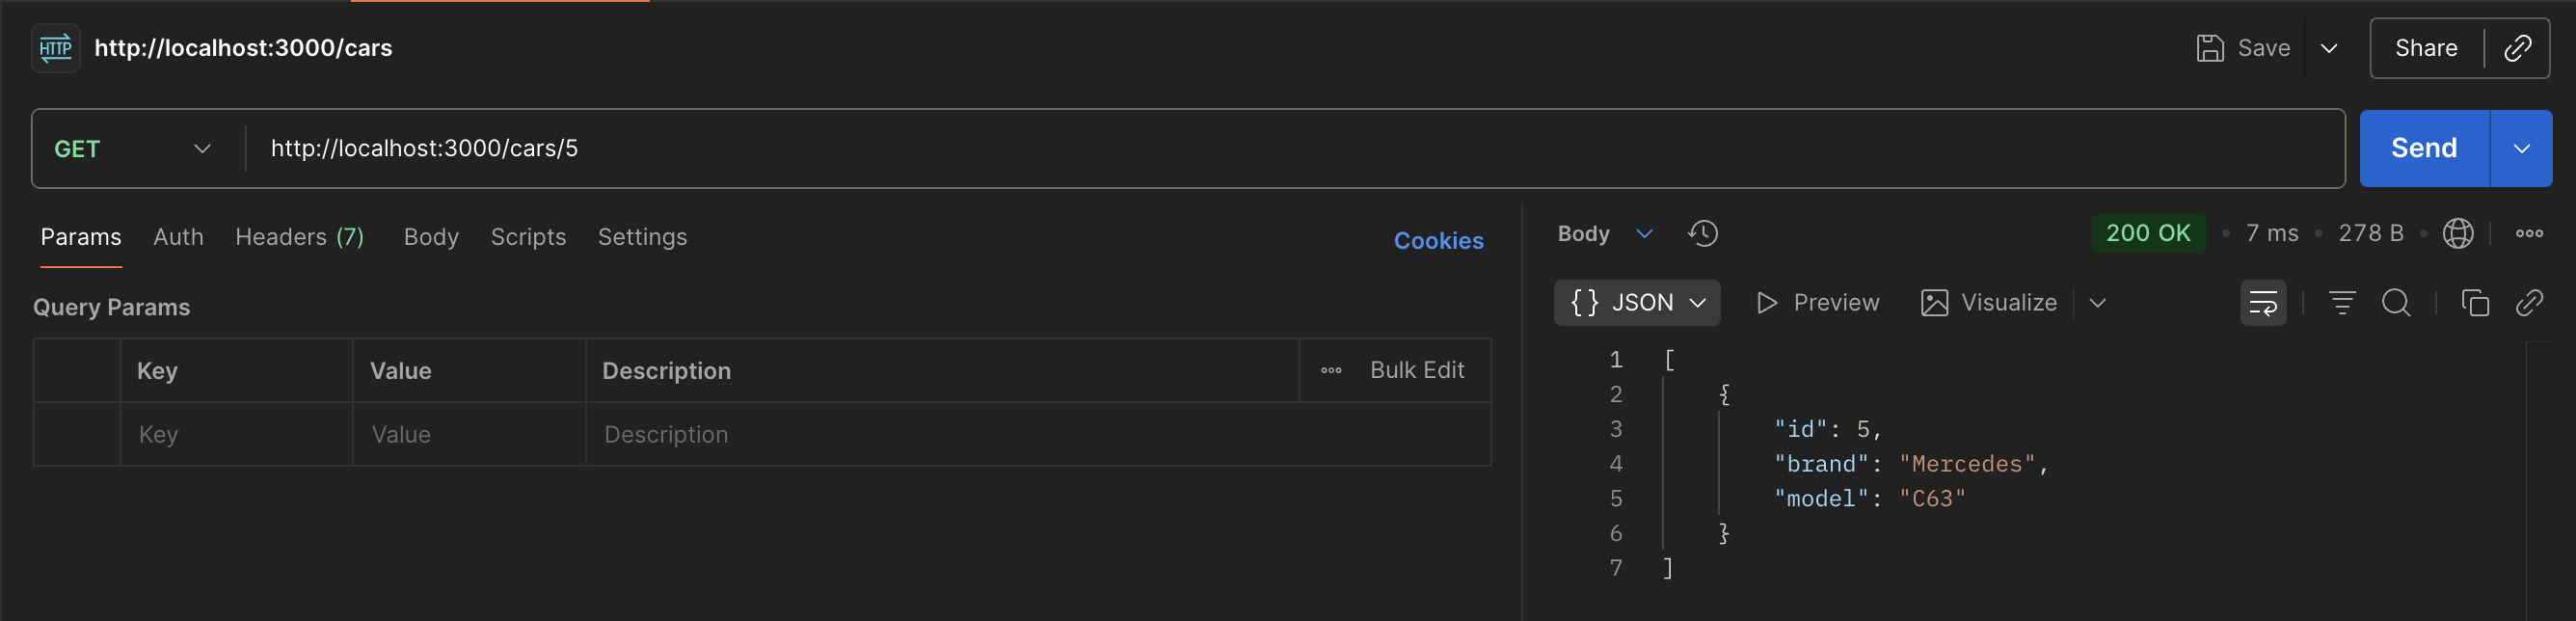 HTTP http://localhost:3000/cars Save Share
GET http://localhost:3000/cars/5 Send
Params Auth Headers (7) Body Scripts Settings Cookies
Query Params
Key Value Description Bulk Edit
Key Value Description
Body 200 OK • 7 ms • 278 B •
{} JSON Preview Visualize
1 [
2 {
3 "id": 5,
4 "brand": "Mercedes",
5 "model": "C63"
6 }
7 ]